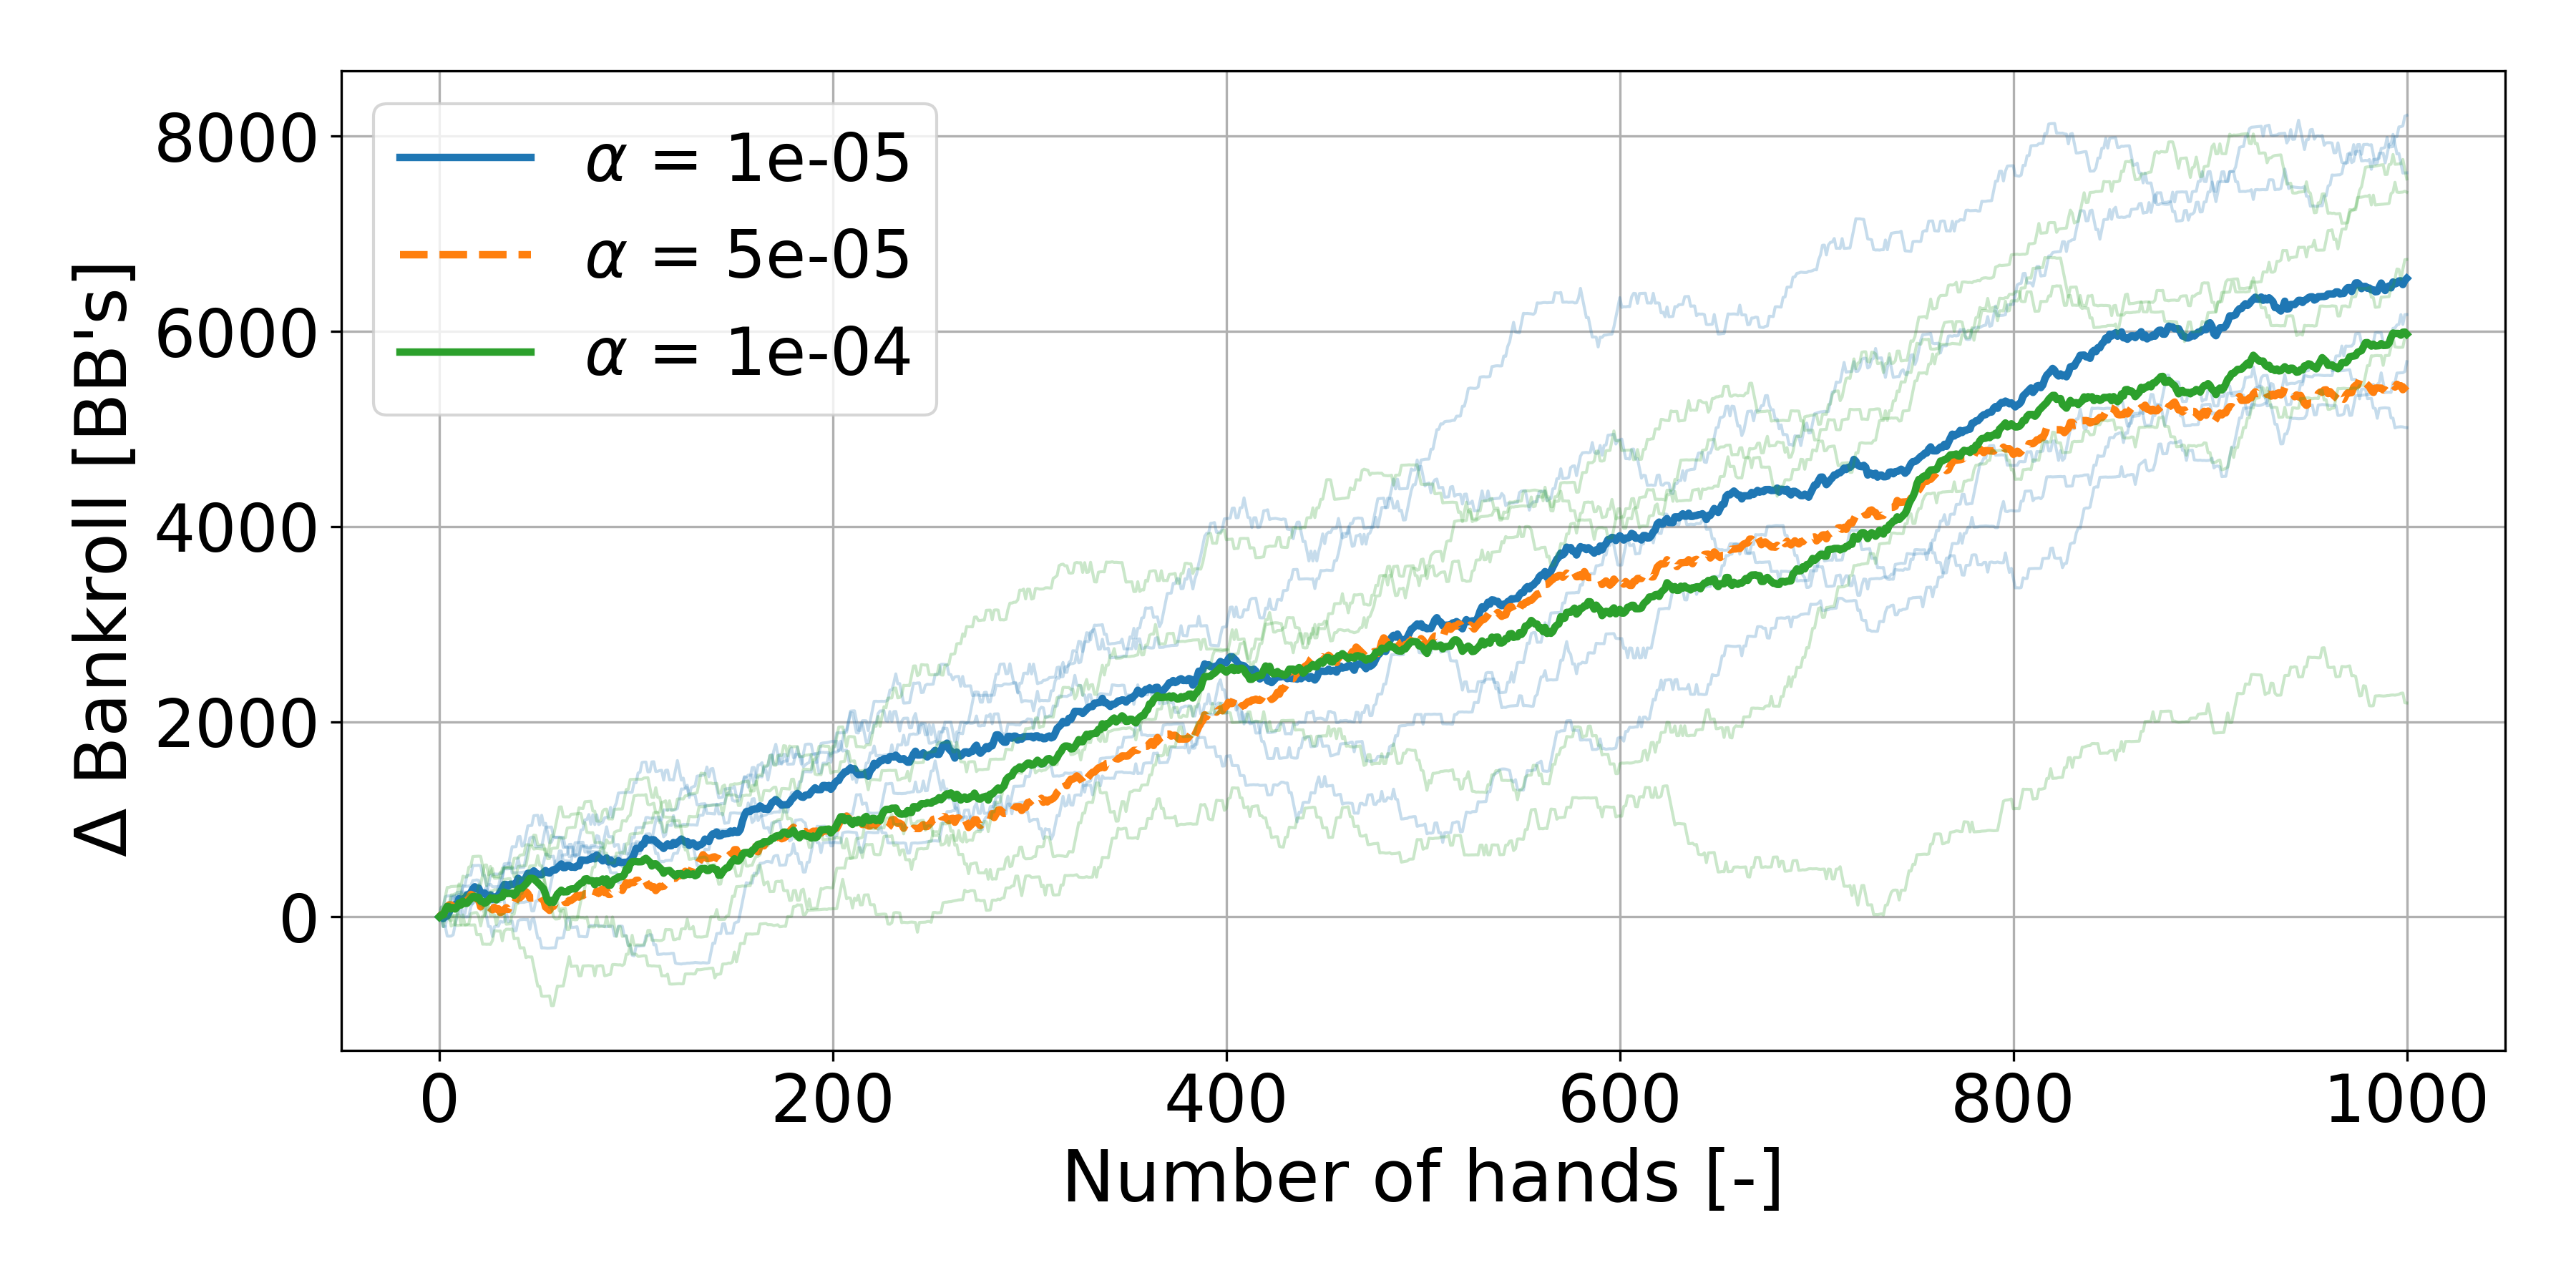 8000
6000
4000
2000
0
Δ Bankroll [BB's]
α = 1e-05
α = 5e-05
α = 1e-04
0 200 400 600 800 1000
Number of hands [-]